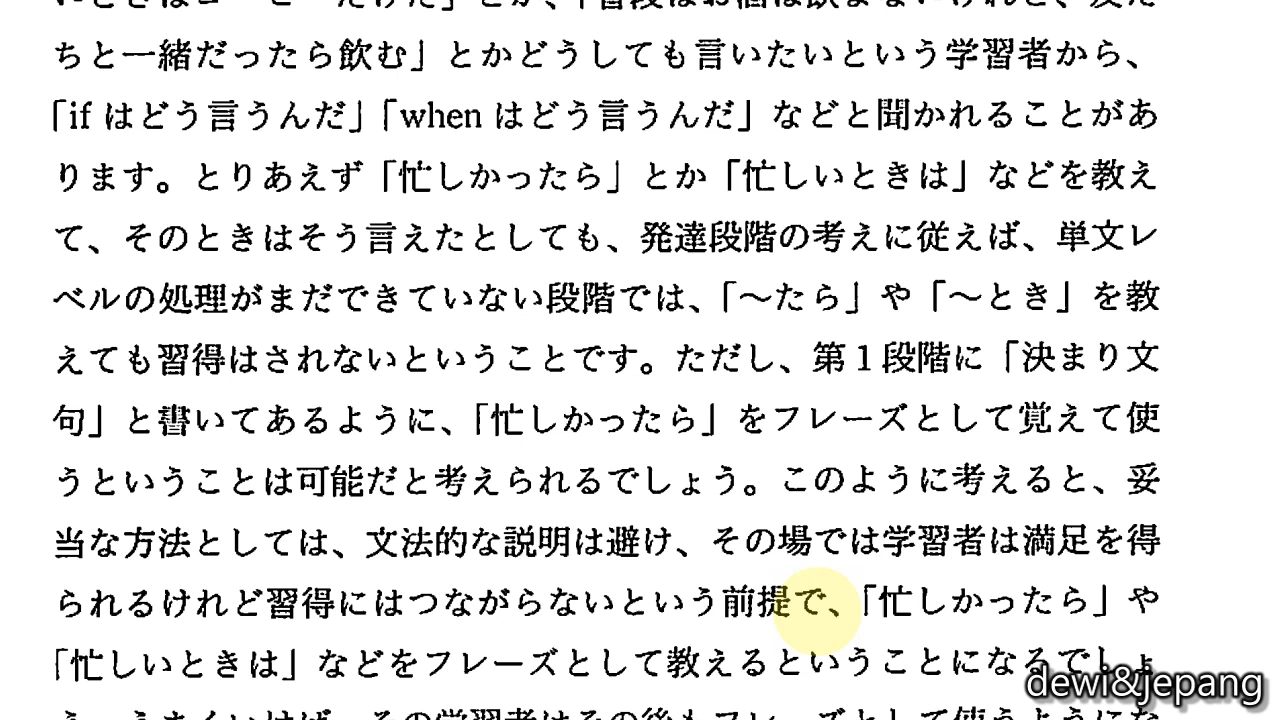 ちと一緒だったら飲む」とかどうしても言いたいという学習者から、
「if はどう言うんだ」「when はどう言うんだ」などと聞かれることがあ
ります。とりあえず「忙しかったら」とか「忙しいときは」などを教え
て、そのときはそう言えたとしても、発達段階の考えに従えば、単文レ
ベルの処理がまだできていない段階では、「〜たら」や「〜とき」を教
えても習得はされないということです。ただし、第1段階に「決まり文
句」と書いてあるように、「忙しかったら」をフレーズとして覚えて使
うということは可能だと考えられるでしょう。このように考えると、妥
当な方法としては、文法的な説明は避け、その場では学習者は満足を得
られるけれど習得にはつながらないという前提で、「忙しかったら」や
「忙しいときは」などをフレーズとして教えるということになるでしょ
dewi&jepang